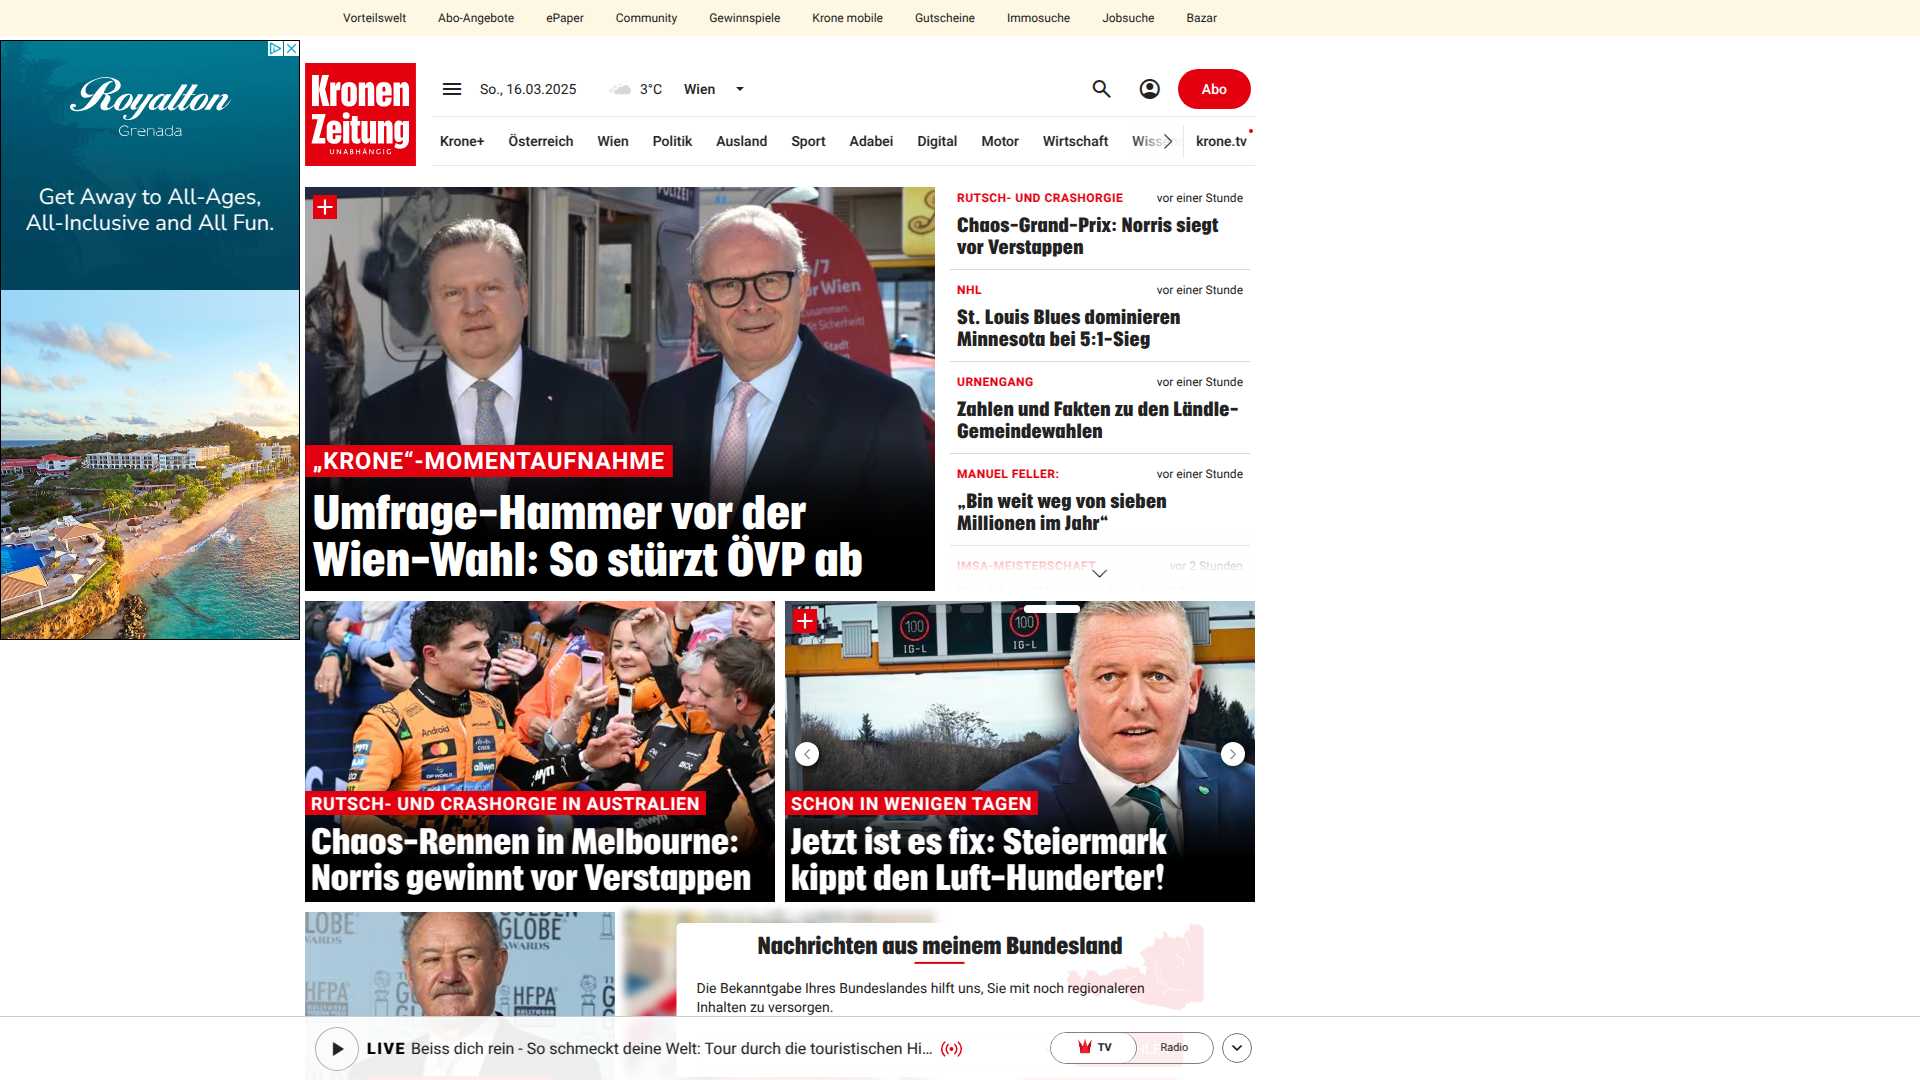 Vorteilswelt Abo-Angebote ePaper Community Gewinnspiele Krone mobile Gutscheine Immosuche Jobsuche Bazar
Royalton
Grenada
Get Away to All-Ages,
All-Inclusive and All Fun.
Kronen
Zeitung
UNABHÄNGIG
So., 16.03.2025 3°C Wien Abo
Krone+ Österreich Wien Politik Ausland Sport Adabei Digital Motor Wirtschaft krone.tv
„KRONE“-MOMENTAUFNAHME
Umfrage-Hammer vor der
Wien-Wahl: So stürzt ÖVP ab
RUTSCH- UND CRASHORGIE vor einer Stunde
Chaos-Grand-Prix: Norris siegt
vor Verstappen
NHL vor einer Stunde
St. Louis Blues dominieren
Minnesota bei 5:1-Sieg
URNENGANG vor einer Stunde
Zahlen und Fakten zu den Ländle-
Gemeindewahlen
MANUEL FELLER: vor einer Stunde
„Bin weit weg von sieben
Millionen im Jahr“
IMSA-MEISTERSCHAFT vor 2 Stunden
Android
RUTSCH- UND CRASHORGIE IN AUSTRALIEN
Chaos-Rennen in Melbourne:
Norris gewinnt vor Verstappen
100 100
IG-L IG-L
SCHON IN WENIGEN TAGEN
Jetzt ist es fix: Steiermark
kippt den Luft-Hunderter!
GLOBE
AWARDS
HFPA
Nachrichten aus meinem Bundesland
Die Bekanntgabe Ihres Bundeslandes hilft uns, Sie mit noch regionaleren
Inhalten zu versorgen.
LIVE Beiss dich rein - So schmeckt deine Welt: Tour durch die touristischen Hi... TV Radio